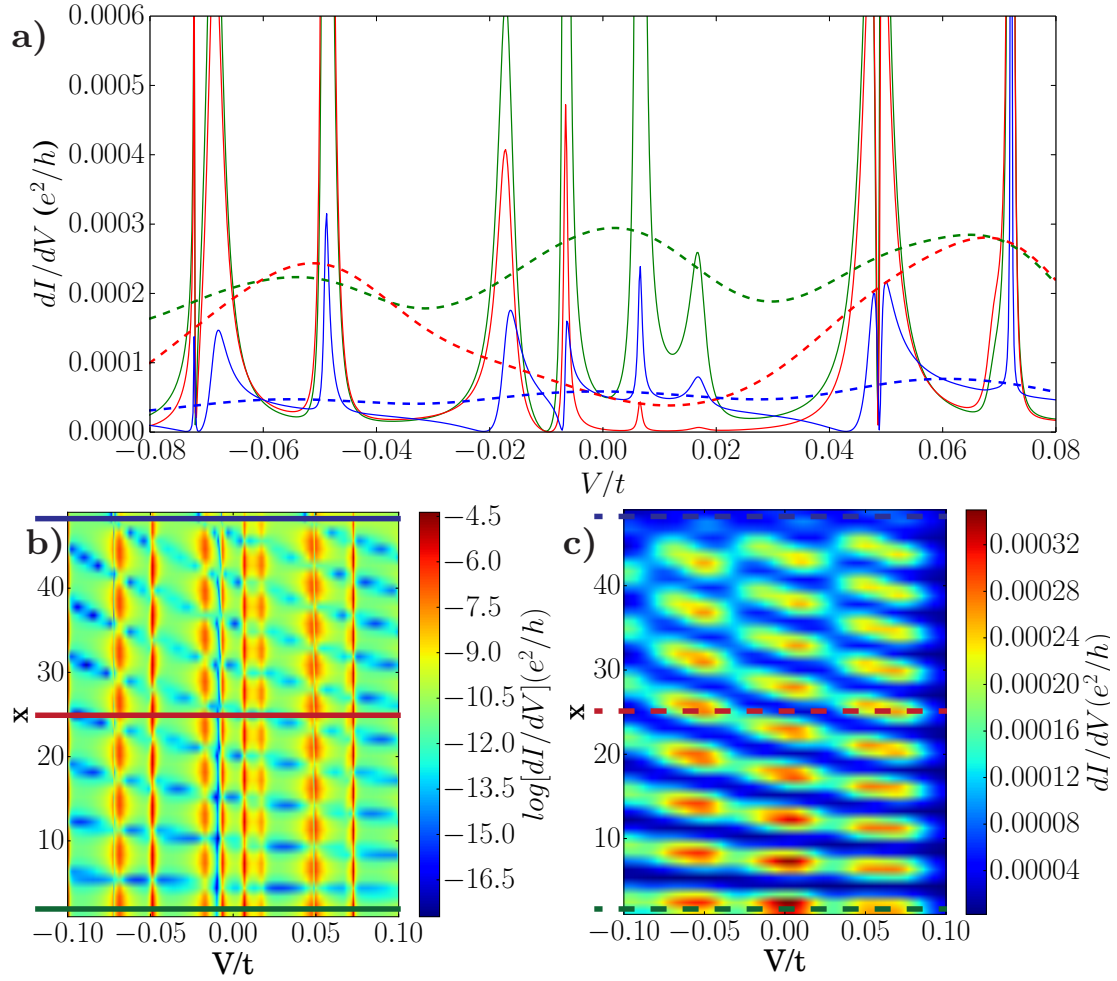 a)
dI/dV (e²/h)
0.0006
0.0005
0.0004
0.0003
0.0002
0.0001
0.0000
−0.08 −0.06 −0.04 −0.02 0.00 0.02 0.04 0.06 0.08
V/t
b)
x
40
30
20
10
−0.10 −0.05 0.00 0.05 0.10
V/t
−4.5
−6.0
−7.5
−9.0
−10.5
−12.0
−13.5
−15.0
−16.5
log[dI/dV](e²/h)
c)
x
40
30
20
10
−0.10 −0.05 0.00 0.05 0.10
V/t
0.00032
0.00028
0.00024
0.00020
0.00016
0.00012
0.00008
0.00004
dI/dV (e²/h)